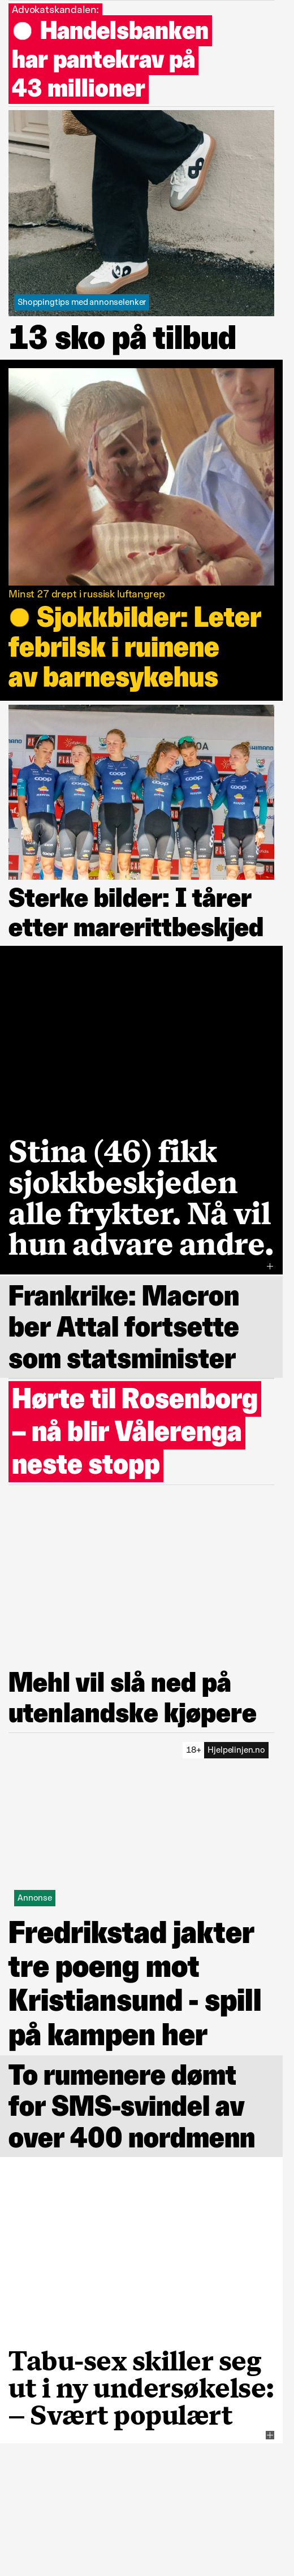 Advokatskandalen:
Handelsbanken
har pantekrav på
43 millioner
Shoppingtips med annonselenker
13 sko på tilbud
Minst 27 drept i russisk luftangrep
Sjokkbilder: Leter
febrilsk i ruinene
av barnesykehus
coop
coop
coop
coop
coop
SHIMANO
Sterke bilder: I tårer
etter marerittbeskjed
Stina (46) fikk
sjokkbeskjeden
alle frykter. Nå vil
hun advare andre.
+
Frankrike: Macron
ber Attal fortsette
som statsminister
Hørte til Rosenborg
– nå blir Vålerenga
neste stopp
Mehl vil slå ned på
utenlandske kjøpere
18+ Hjelpelinjen.no
Annonse
Fredrikstad jakter
tre poeng mot
Kristiansund - spill
på kampen her
To rumenere dømt
for SMS-svindel av
over 400 nordmenn
Tabu-sex skiller seg
ut i ny undersøkelse:
– Svært populært
+